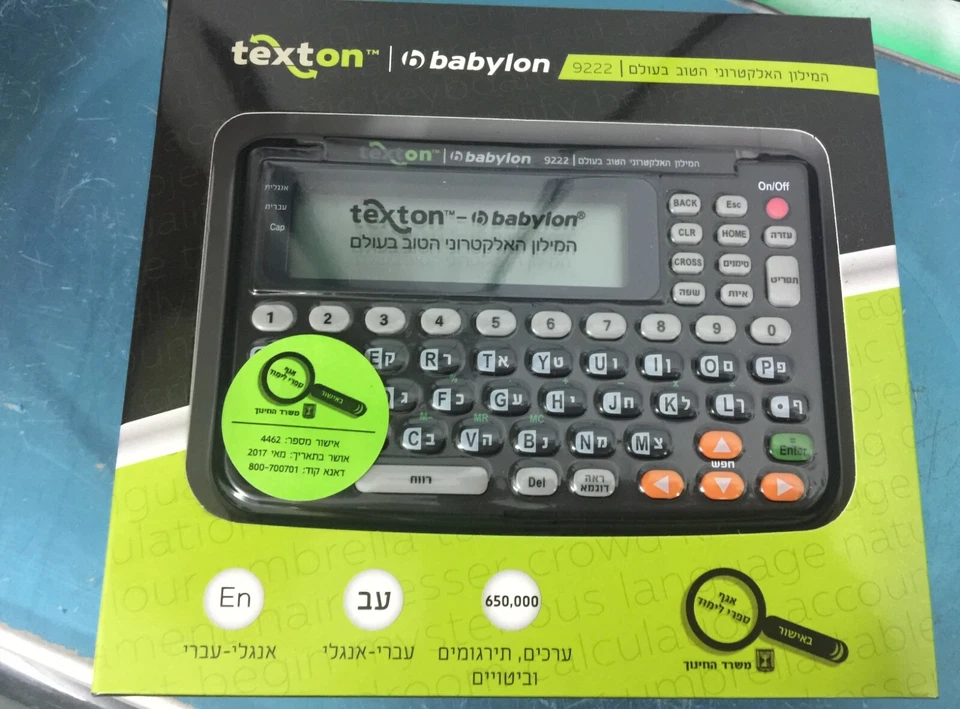 texton™ | babylon 9222 | המילון האלקטרוני הטוב בעולם
texton™ | babylon 9222 | המילון האלקטרוני הטוב בעולם
אנגלית
עברית
Cap
texton™ – babylon®
המילון האלקטרוני הטוב בעולם
On/Off
BACK Esc
CLR HOME עזרה
CROSS סימנים תפריט
שפה איות
1 2 3 4 5 6 7 8 9 0
E ק R ר T א Y ט U ו I ן O ם P פ
ג F כ G ע H י J ח K ל L ך ף
M- MR MC
C ב V ה B נ N מ M צ
= Enter
חפש
רווח Del ראה דוגמא
אגף
ספרי לימוד
באישור
משרד החינוך
אישור מספר: 4462
אושר בתאריך: מאי 2017
דאנא קוד: 800-700701
En
אנגלי-עברי
עב
עברי-אנגלי
650,000
ערכים, תירגומים
וביטויים
אגף
ספרי לימוד
באישור
משרד החינוך